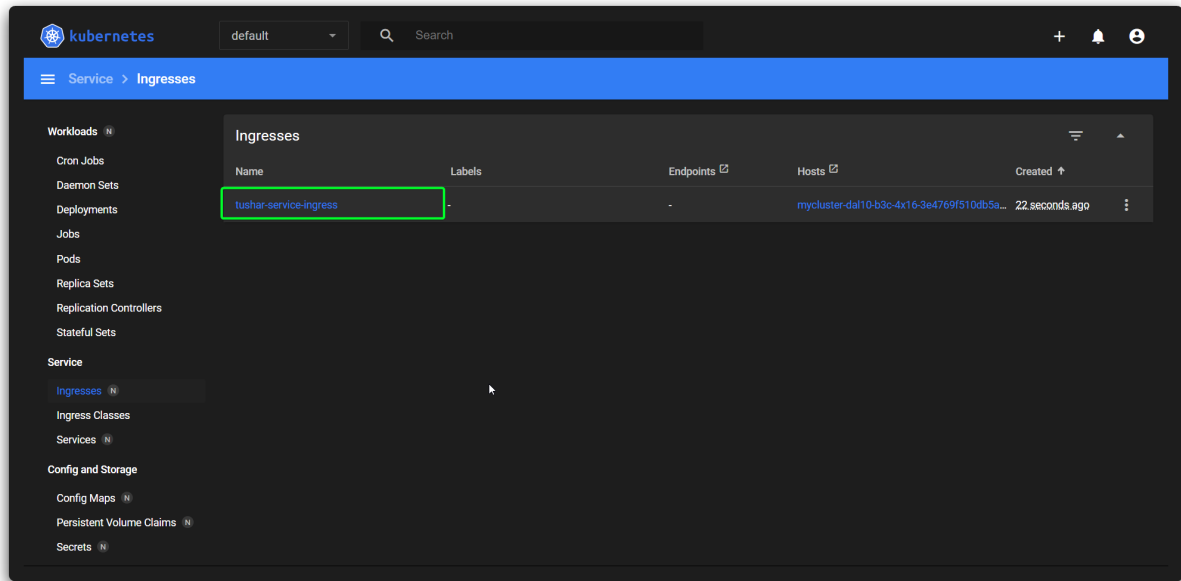 kubernetes
default
Search
Service > Ingresses
Workloads N
Cron Jobs
Daemon Sets
Deployments
Jobs
Pods
Replica Sets
Replication Controllers
Stateful Sets
Service
Ingresses N
Ingress Classes
Services N
Config and Storage
Config Maps N
Persistent Volume Claims N
Secrets N
Ingresses
Name Labels Endpoints Hosts Created
tushar-service-ingress - - mycluster-dal10-b3c-4x16-3e4769f510db5a... 22 seconds ago